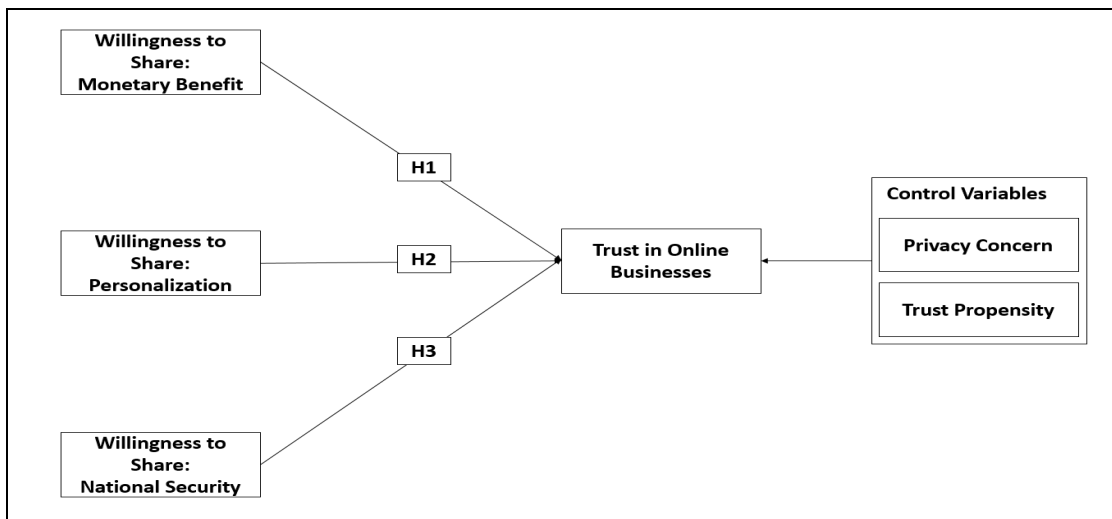 Willingness to
Share:
Monetary Benefit
H1
Willingness to
Share:
Personalization
H2
Trust in Online
Businesses
Control Variables
Privacy Concern
Trust Propensity
H3
Willingness to
Share:
National Security